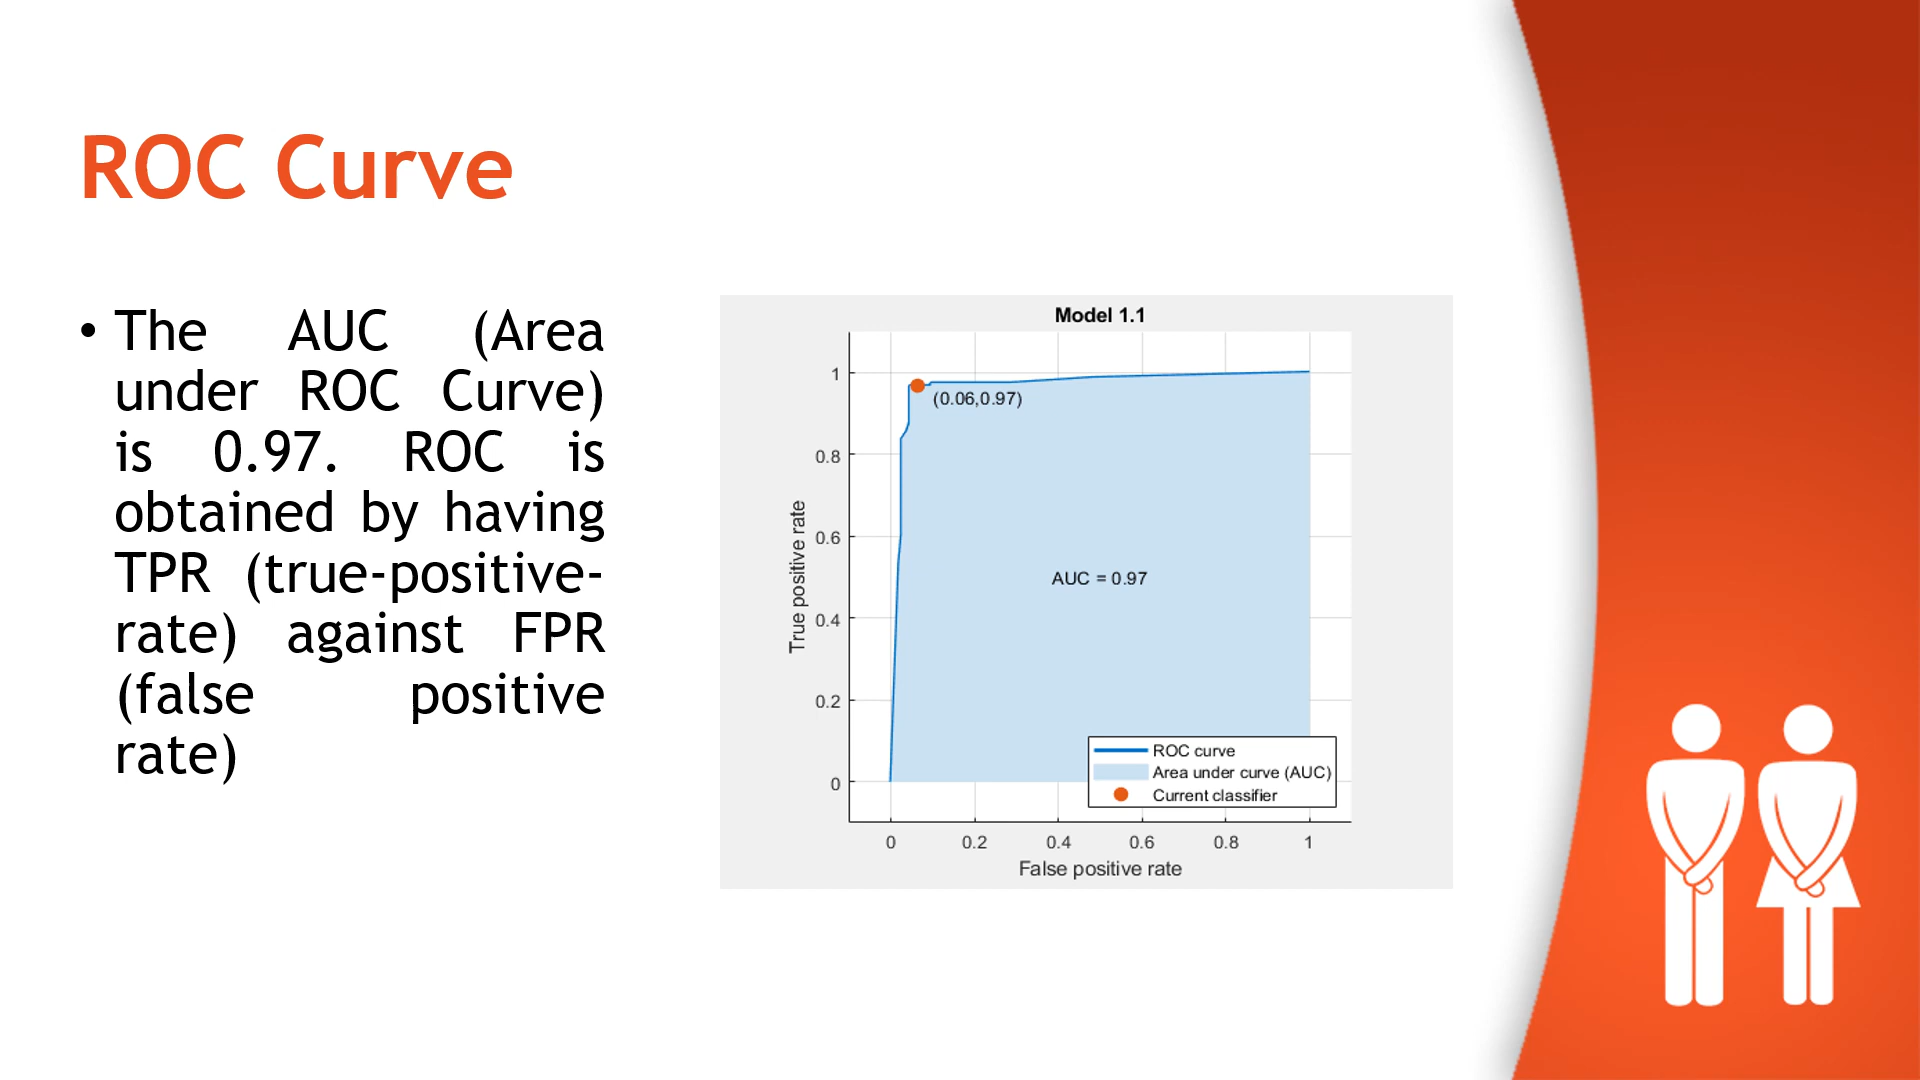 ROC Curve
• The AUC (Area
under ROC Curve)
is 0.97. ROC is
obtained by having
TPR (true-positive-
rate) against FPR
(false positive
rate)
Model 1.1
1
0.8
0.6
0.4
0.2
0
True positive rate
(0.06,0.97)
AUC = 0.97
ROC curve
Area under curve (AUC)
Current classifier
0 0.2 0.4 0.6 0.8 1
False positive rate